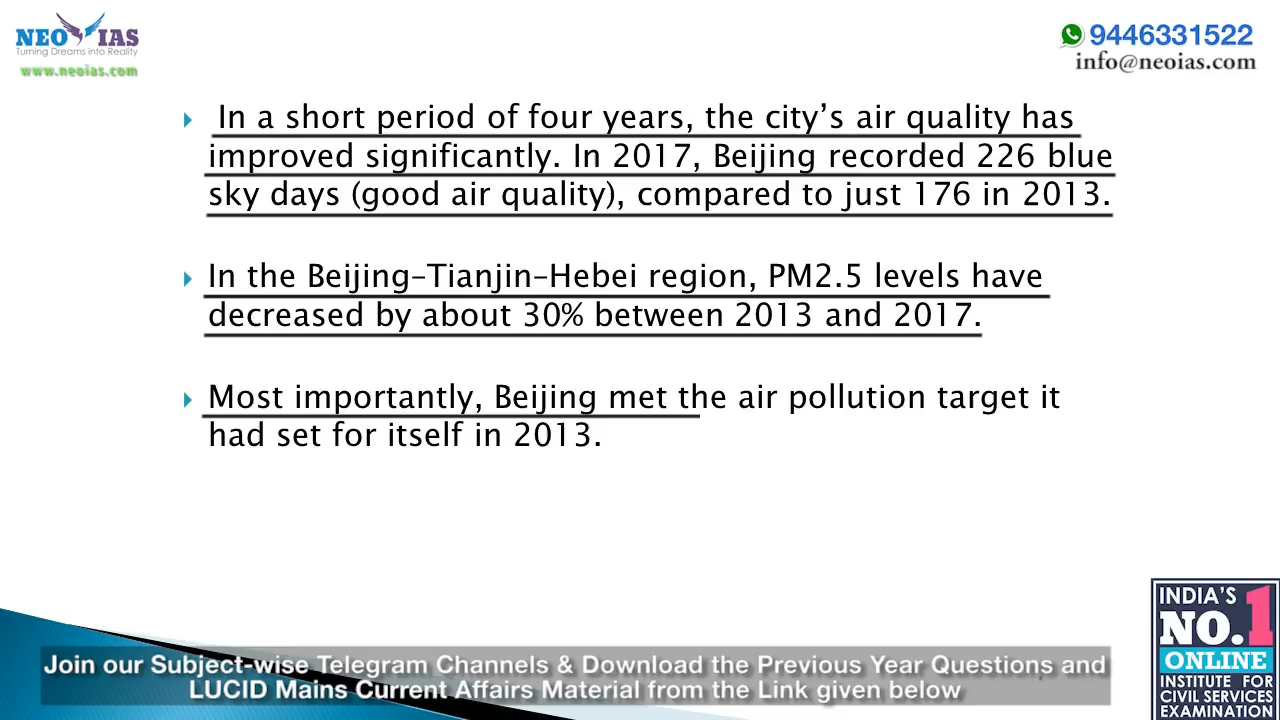 NEO IAS
Turning Dreams into Reality
www.neoias.com
9446331522
info@neoias.com
In a short period of four years, the city’s air quality has
improved significantly. In 2017, Beijing recorded 226 blue
sky days (good air quality), compared to just 176 in 2013.
In the Beijing–Tianjin–Hebei region, PM2.5 levels have
decreased by about 30% between 2013 and 2017.
Most importantly, Beijing met the air pollution target it
had set for itself in 2013.
INDIA’S
NO.1
ONLINE
INSTITUTE FOR
CIVIL SERVICES
EXAMINATION
Join our Subject-wise Telegram Channels & Download the Previous Year Questions and
LUCID Mains Current Affairs Material from the Link given below